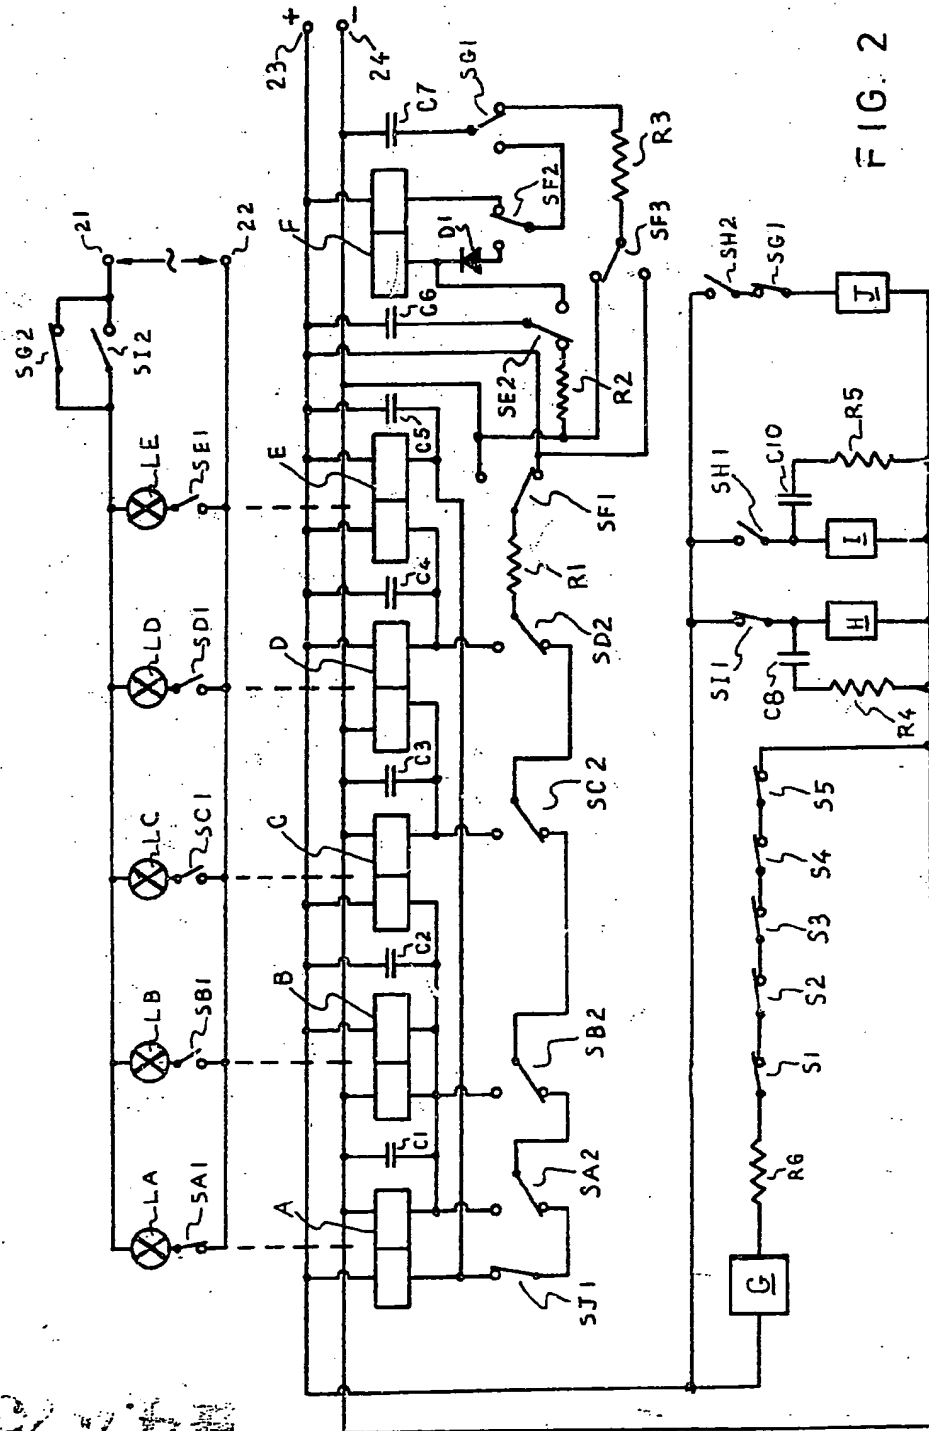 21
22
SG2
SI2
LE
SE1
LD
SD1
LC
SC1
LB
SB1
LA
SA1
+
-
23
24
A
B
C
D
E
F
C1
C2
C3
C4
C5
C6
C7
D1
SG1
SF2
SE2
R2
R3
SF3
SF1
R1
SD2
SC2
SB2
SA2
SJ1
SH2
SG1
J
SH1
C10
R5
I
SI1
C8
R4
H
S5
S4
S3
S2
S1
R6
G
FIG. 2